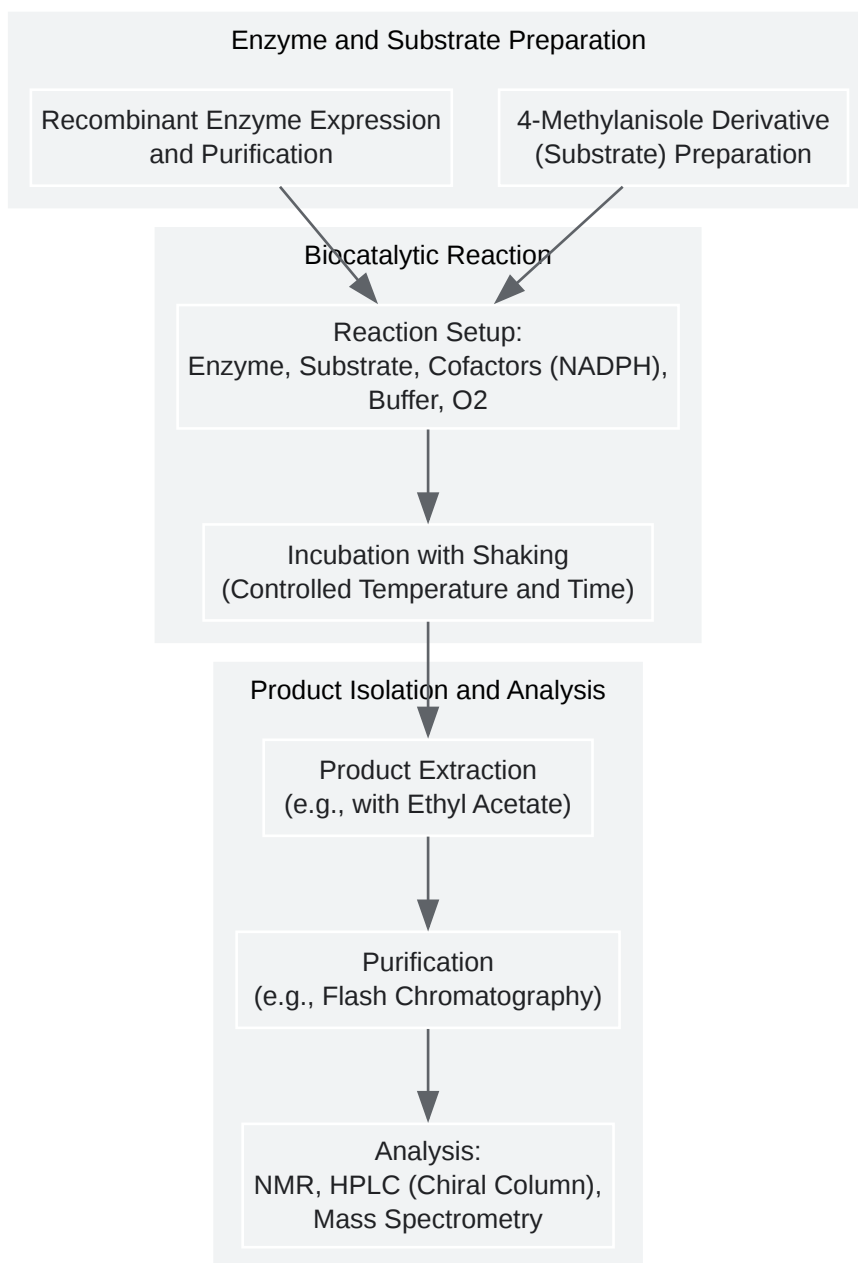 Enzyme and Substrate Preparation
Recombinant Enzyme Expression
and Purification
4-Methylanisole Derivative
(Substrate) Preparation
Biocatalytic Reaction
Reaction Setup:
Enzyme, Substrate, Cofactors (NADPH),
Buffer, O2
Incubation with Shaking
(Controlled Temperature and Time)
Product Isolation and Analysis
Product Extraction
(e.g., with Ethyl Acetate)
Purification
(e.g., Flash Chromatography)
Analysis:
NMR, HPLC (Chiral Column),
Mass Spectrometry